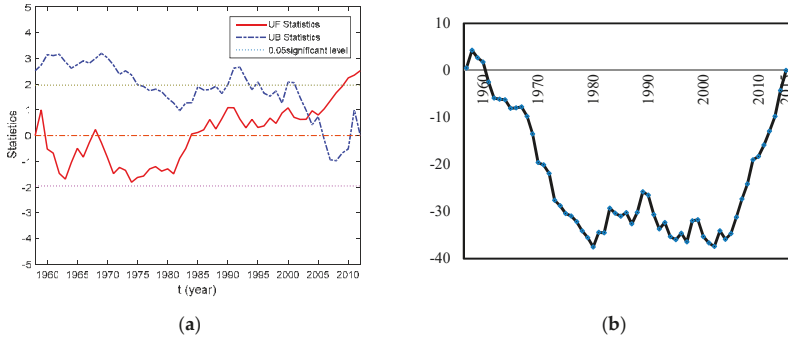 5
4
3
2
1
0
-1
-2
-3
-4
-5
Statistics
UF Statistics
UB Statistics
0.05significant level
1960 1965 1970 1975 1980 1985 1990 1995 2000 2005 2010
t (year)
(a)
b)
10
0
-10
-20
-30
-40
1960
1970
1980
1990
2000
2010
(b)